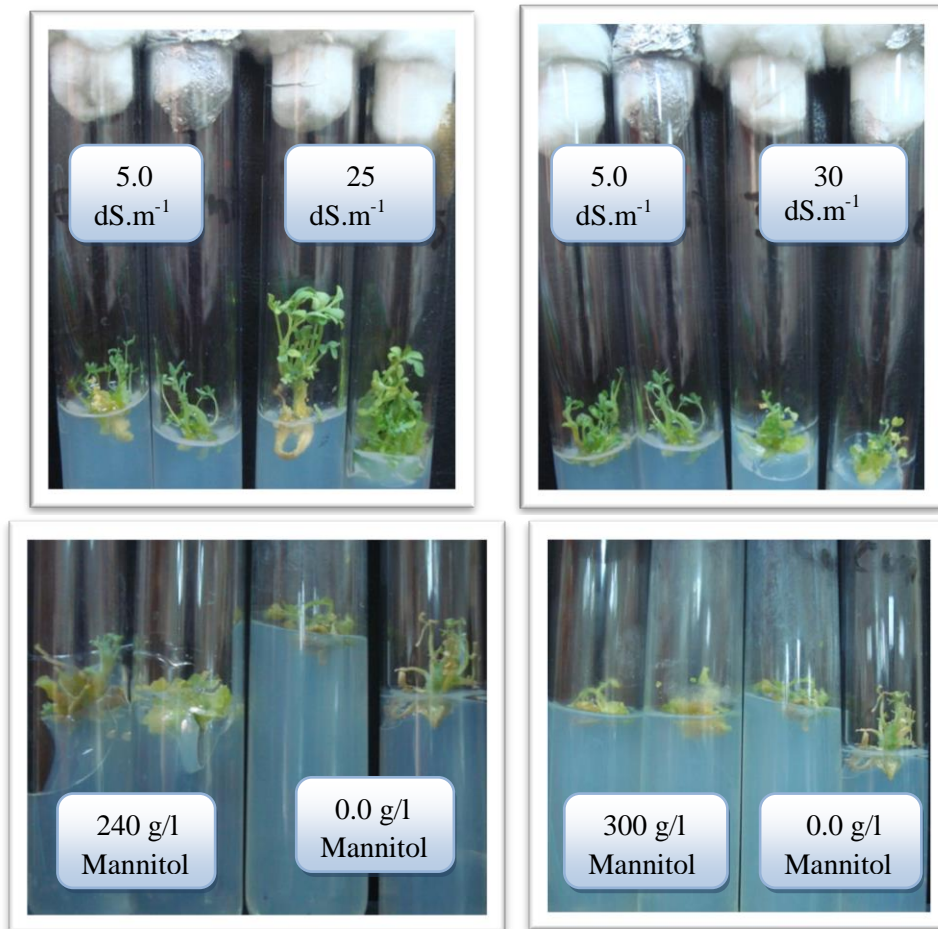 5.0
dS.m⁻¹
25
dS.m⁻¹
5.0
dS.m⁻¹
30
dS.m⁻¹
240 g/l
Mannitol
0.0 g/l
Mannitol
300 g/l
Mannitol
0.0 g/l
Mannitol